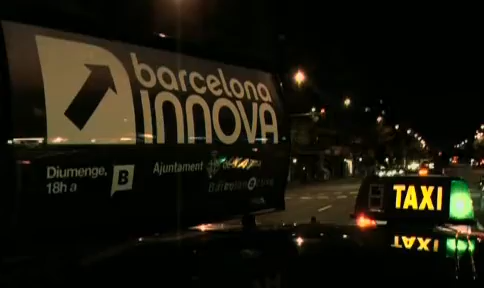 barcelona
INNOVA
Diumenge,
18h a
B
Ajuntament
TAXI